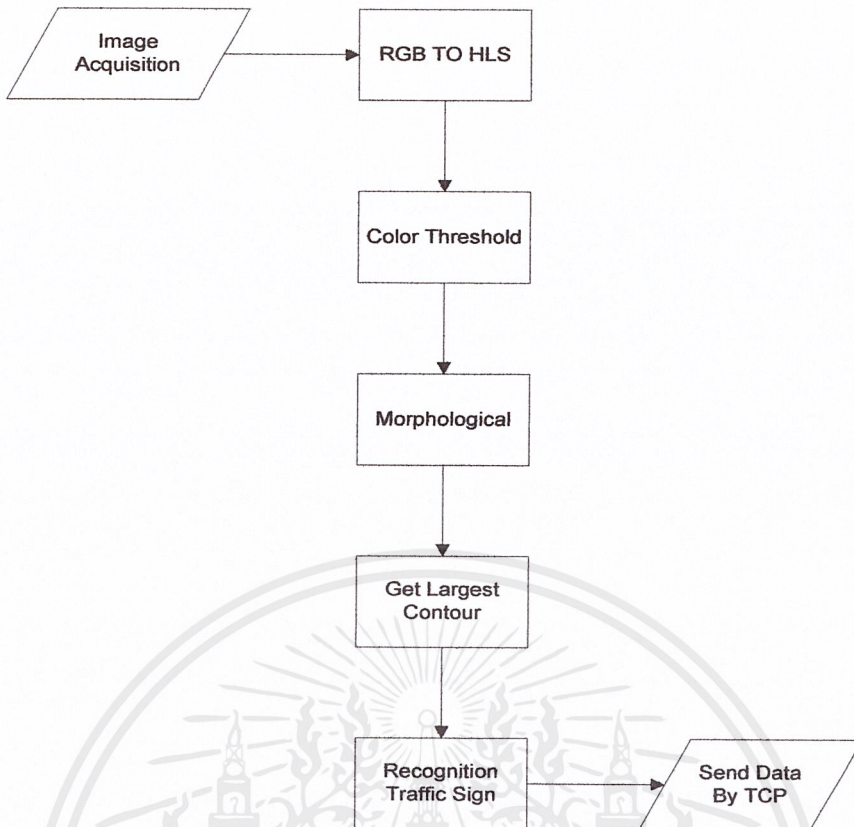 Image
Acquisition
RGB TO HLS
Color Threshold
Morphological
Get Largest
Contour
Recognition
Traffic Sign
Send Data
By TCP